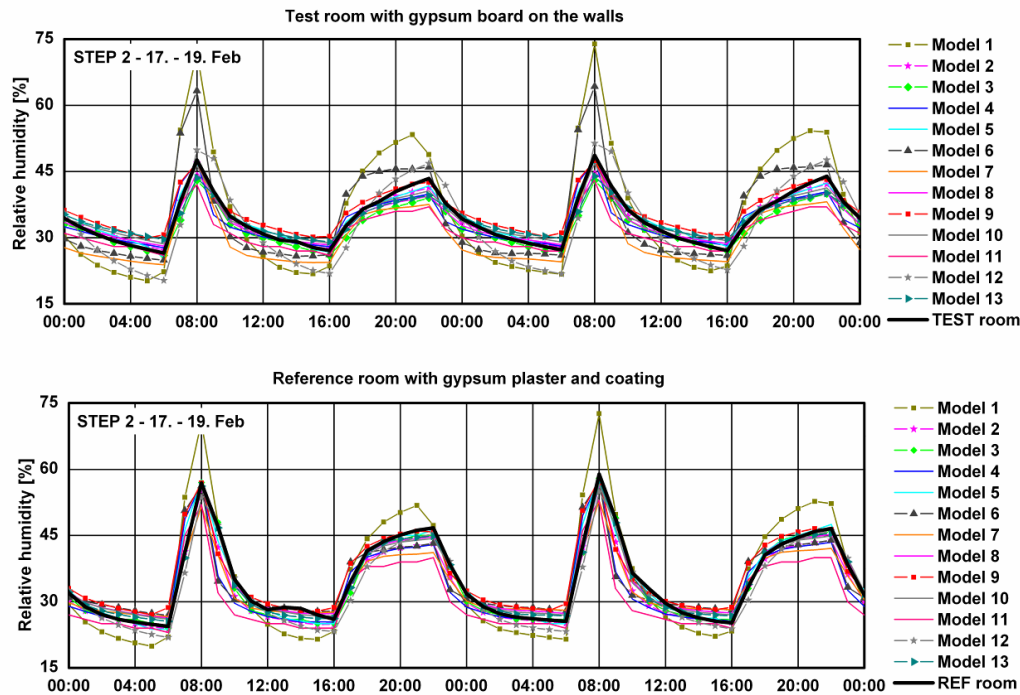 Test room with gypsum board on the walls
75
60
45
30
15
Relative humidity [%]
STEP 2 - 17. - 19. Feb
00:00 04:00 08:00 12:00 16:00 20:00 00:00 04:00 08:00 12:00 16:00 20:00 00:00
Model 1
Model 2
Model 3
Model 4
Model 5
Model 6
Model 7
Model 8
Model 9
Model 10
Model 11
Model 12
Model 13
TEST room
Reference room with gypsum plaster and coating
75
60
45
30
15
Relative humidity [%]
STEP 2 - 17. - 19. Feb
00:00 04:00 08:00 12:00 16:00 20:00 00:00 04:00 08:00 12:00 16:00 20:00 00:00
Model 1
Model 2
Model 3
Model 4
Model 5
Model 6
Model 7
Model 8
Model 9
Model 10
Model 11
Model 12
Model 13
REF room